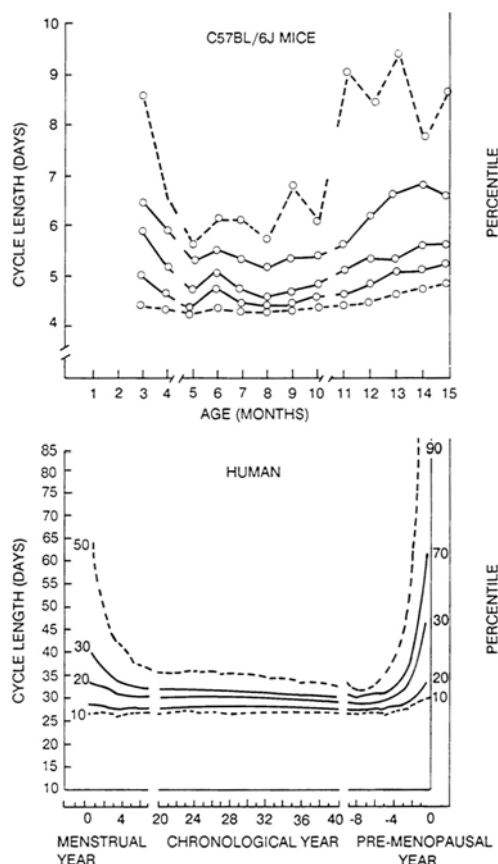 C57BL/6J MICE
CYCLE LENGTH (DAYS)
PERCENTILE
10
9
8
7
6
5
4
1 2 3 4 5 6 7 8 9 10 11 12 13 14 15
AGE (MONTHS)
HUMAN
CYCLE LENGTH (DAYS)
PERCENTILE
85
80
75
70
65
60
55
50
45
40
35
30
25
20
15
10
50
30
20
10
90
70
30
20
10
0 4 20 24 28 32 36 40 -8 -4 0
MENSTRUAL YEAR
CHRONOLOGICAL YEAR
PRE-MENOPAUSAL YEAR